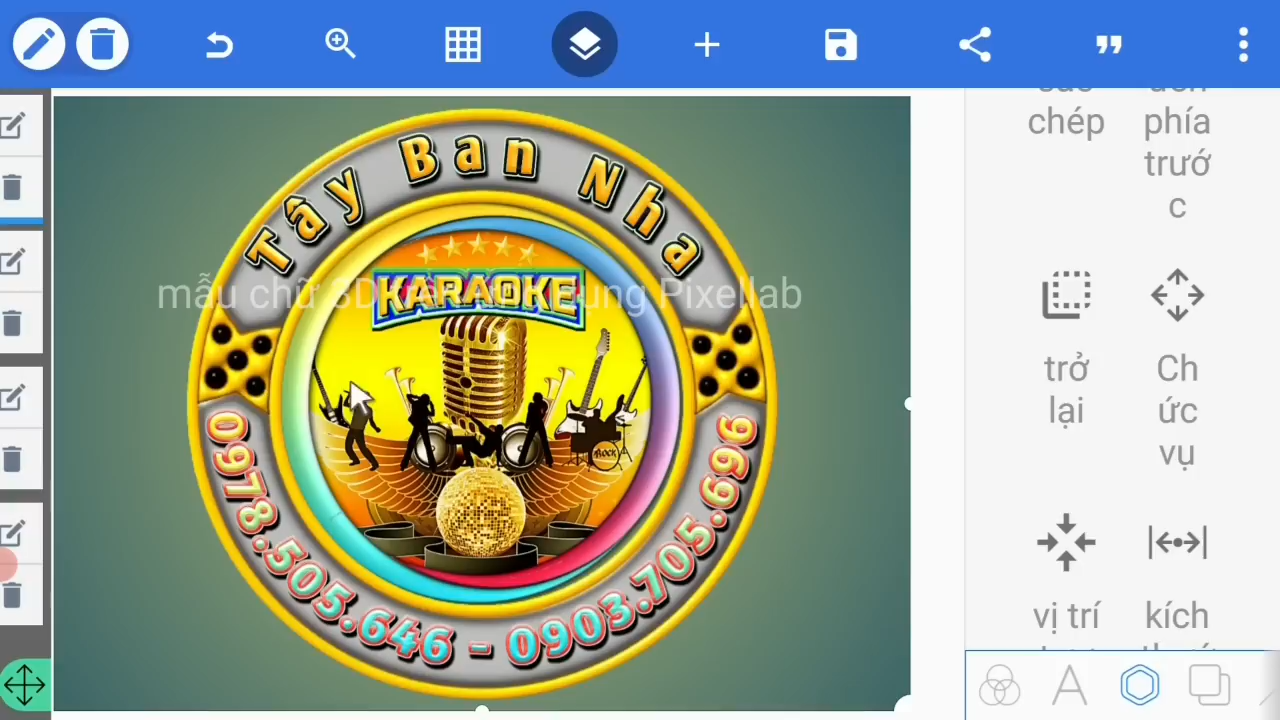 Tây Ban Nha
KARAOKE
ROCK
0978.505.646 - 0903.705.696
chép
phía
trướ
c
trở
lại
Ch
ức
vụ
vị trí
kích